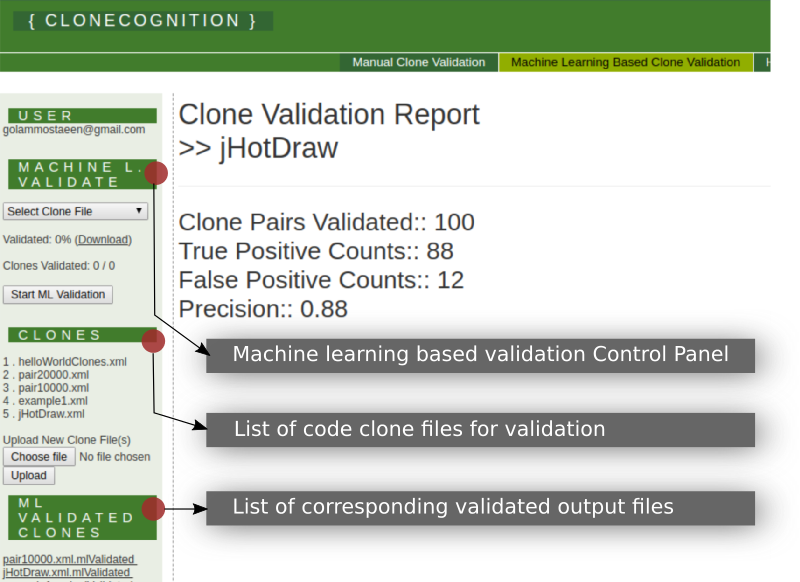 { CLONECOGNITION }
Manual Clone Validation
Machine Learning Based Clone Validation
USER
golammostaeen@gmail.com
MACHINE L.
VALIDATE
Select Clone File
Validated: 0% (Download)
Clones Validated: 0 / 0
Start ML Validation
CLONES
1 . helloWorldClones.xml
2 . pair20000.xml
3 . pair10000.xml
4 . example1.xml
5 . jHotDraw.xml
Upload New Clone File(s)
Choose file No file chosen
Upload
ML
VALIDATED
CLONES
pair10000.xml.mlValidated
jHotDraw.xml.mlValidated
Clone Validation Report
>> jHotDraw
Clone Pairs Validated:: 100
True Positive Counts:: 88
False Positive Counts:: 12
Precision:: 0.88
Machine learning based validation Control Panel
List of code clone files for validation
List of corresponding validated output files